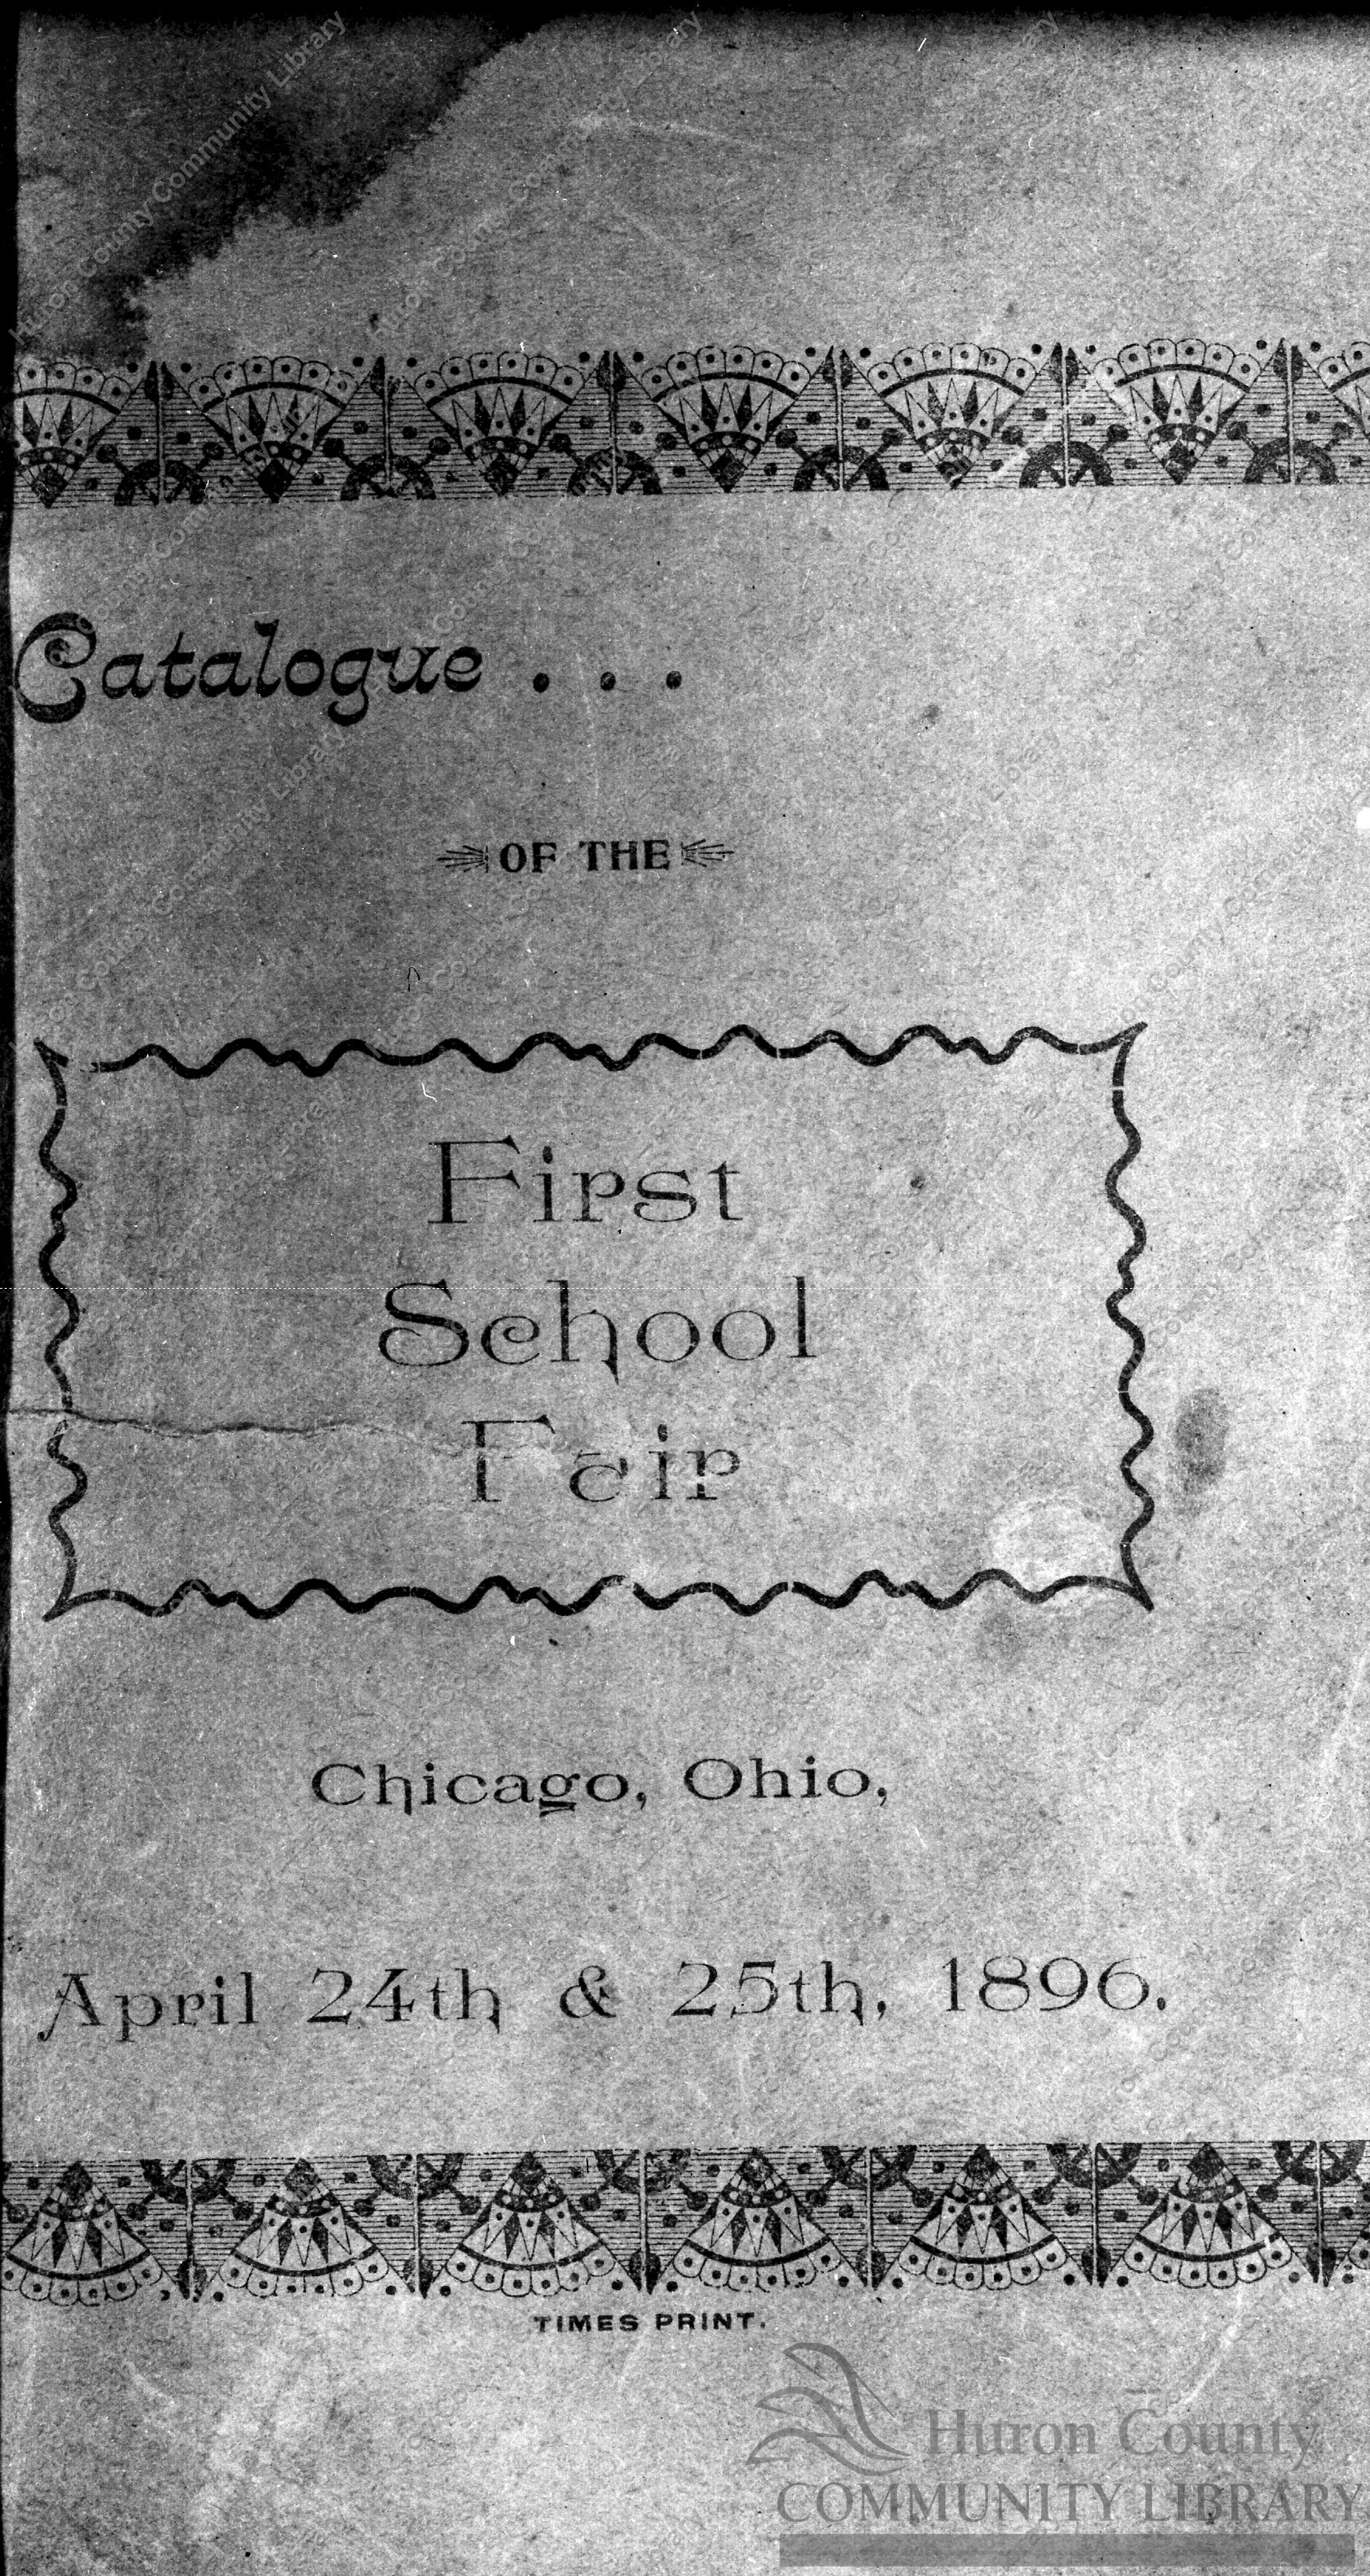 Catalogue . . .
OF THE
First
School
Fair
Chicago, Ohio,
April 24th & 25th, 1896.
TIMES PRINT.
Huron County
COMMUNITY LIBRARY